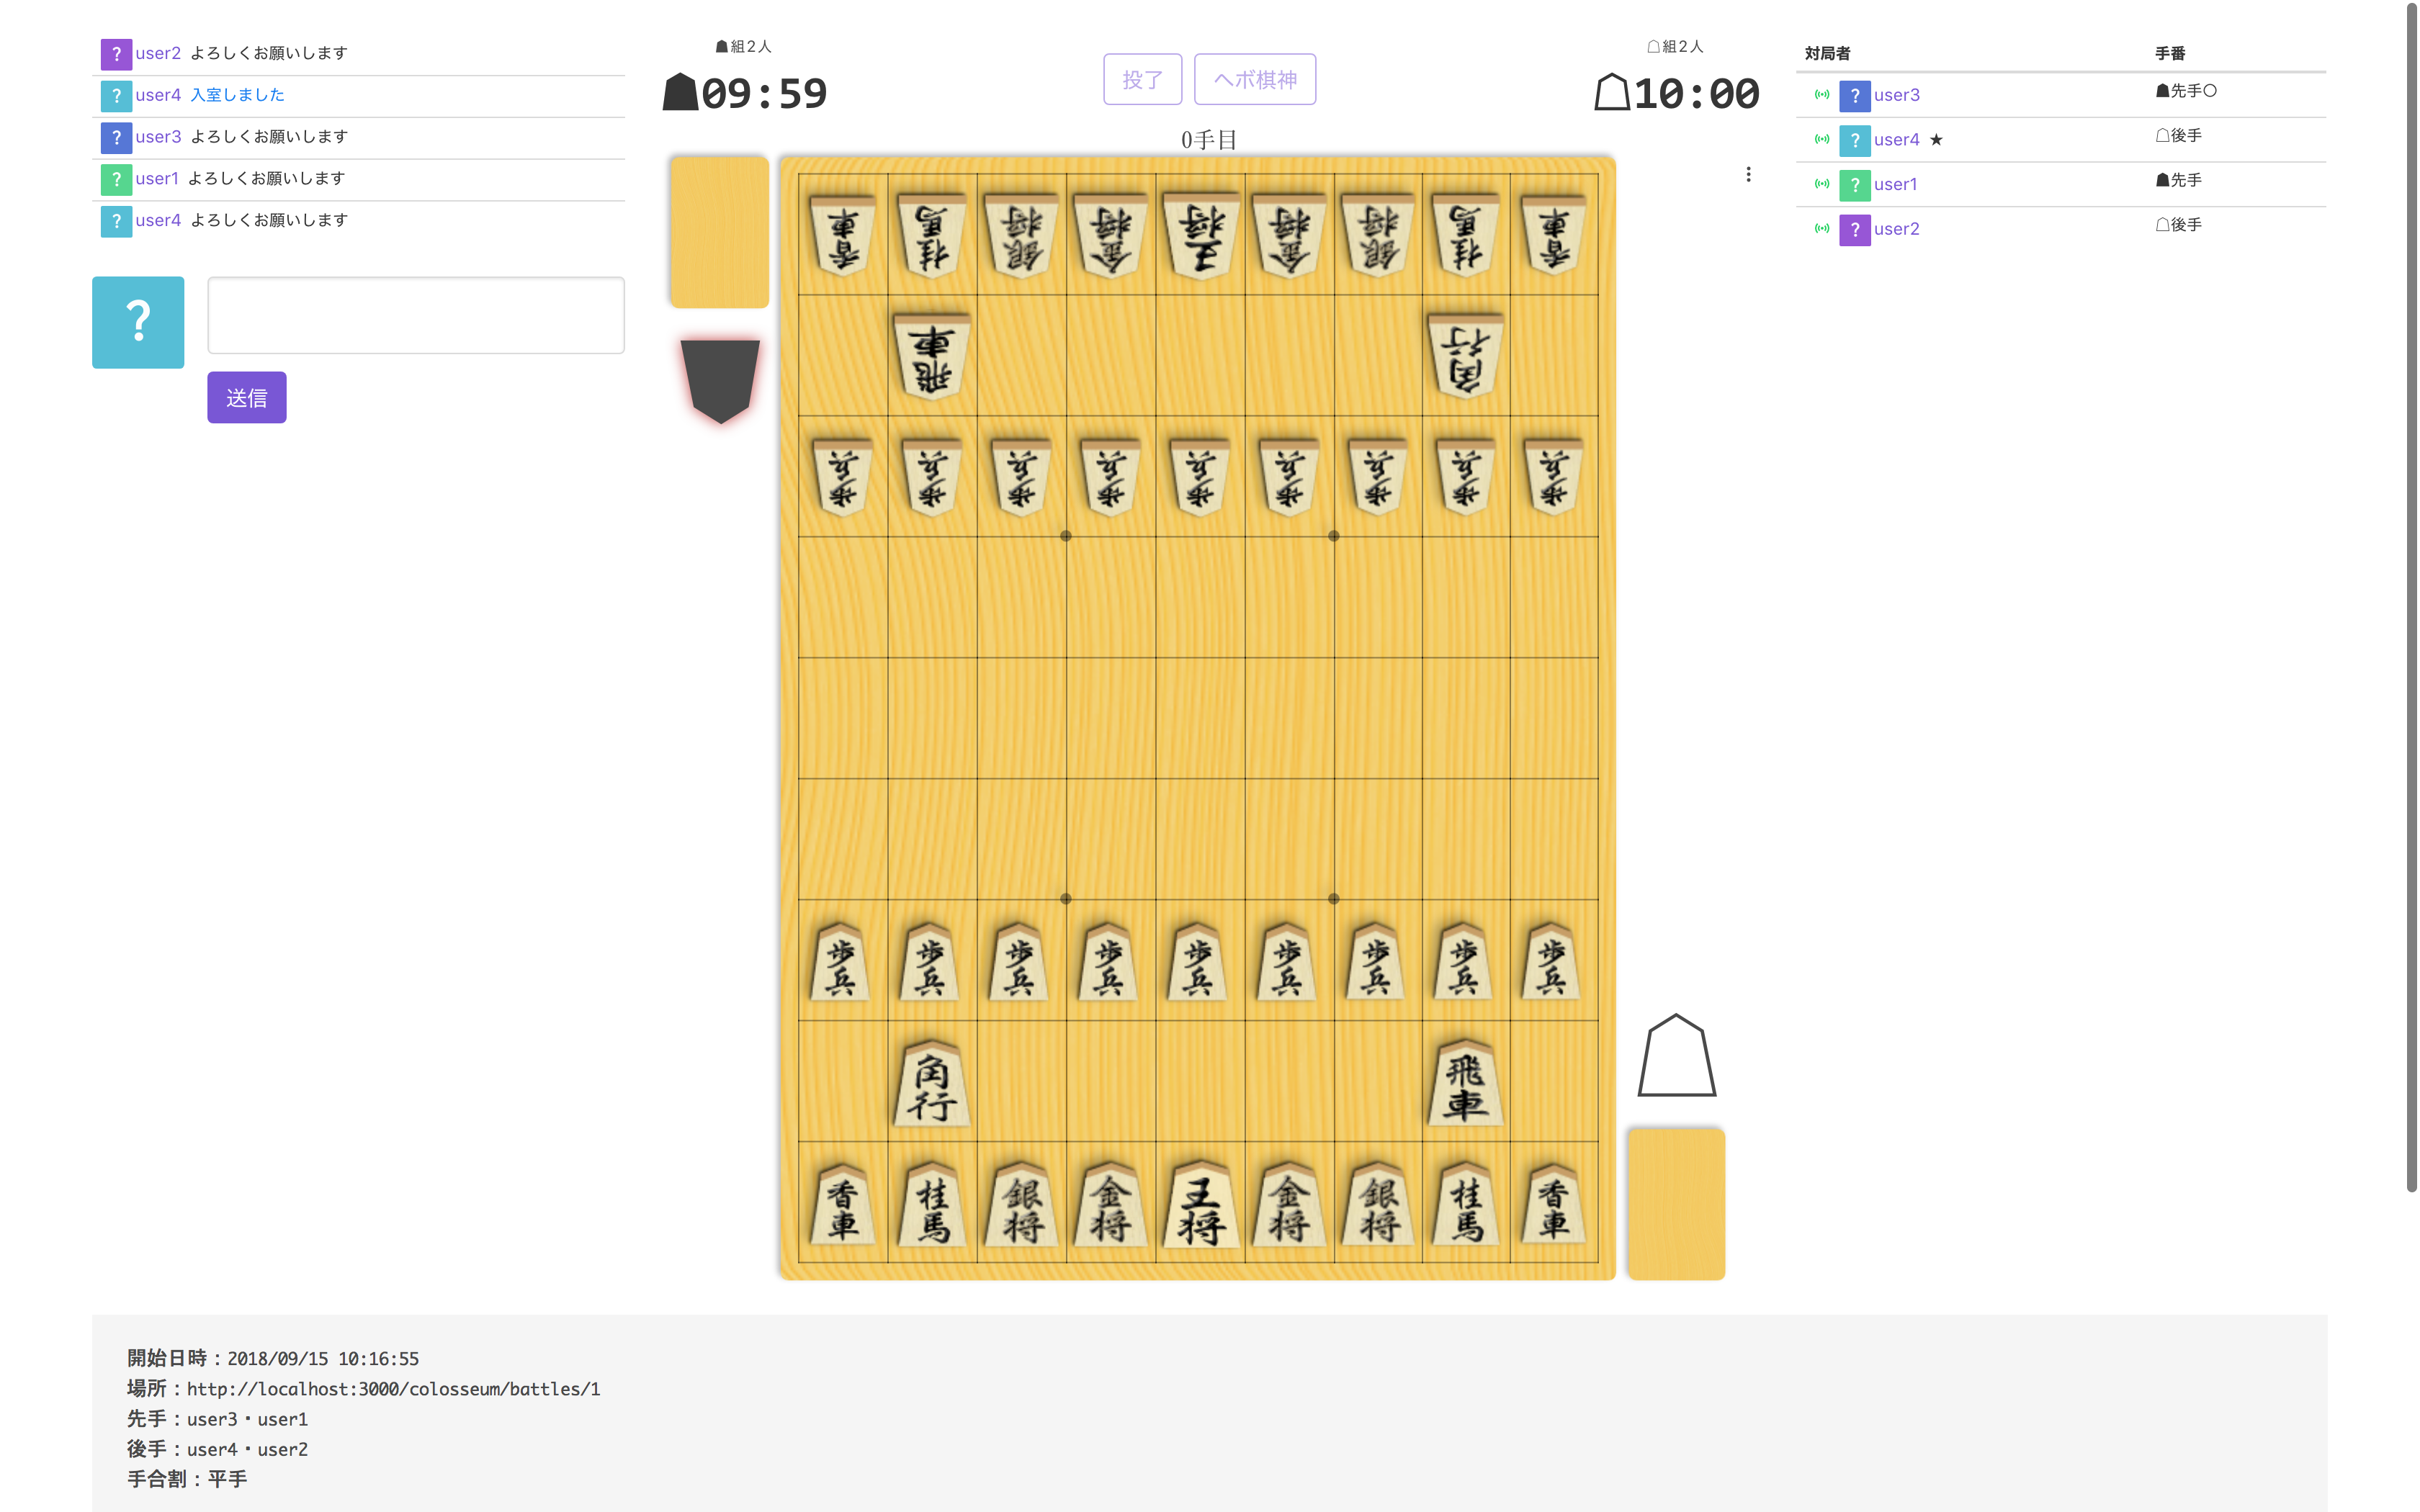 ? user2 よろしくお願いします
? user4 入室しました
? user3 よろしくお願いします
? user1 よろしくお願いします
? user4 よろしくお願いします
?
送信
☗組2人
☗09:59
投了 ヘボ棋神
☖組2人
☖10:00
0手目
香車 桂馬 銀将 金将 王将 金将 銀将 桂馬 香車
飛車 角行
歩兵 歩兵 歩兵 歩兵 歩兵 歩兵 歩兵 歩兵 歩兵
歩兵 歩兵 歩兵 歩兵 歩兵 歩兵 歩兵 歩兵 歩兵
角行 飛車
香車 桂馬 銀将 金将 王将 金将 銀将 桂馬 香車
対局者 手番
? user3 ☗先手○
? user4 ★ ☖後手
? user1 ☗先手
? user2 ☖後手
開始日時：2018/09/15 10:16:55
場所：http://localhost:3000/colosseum/battles/1
先手：user3・user1
後手：user4・user2
手合割：平手